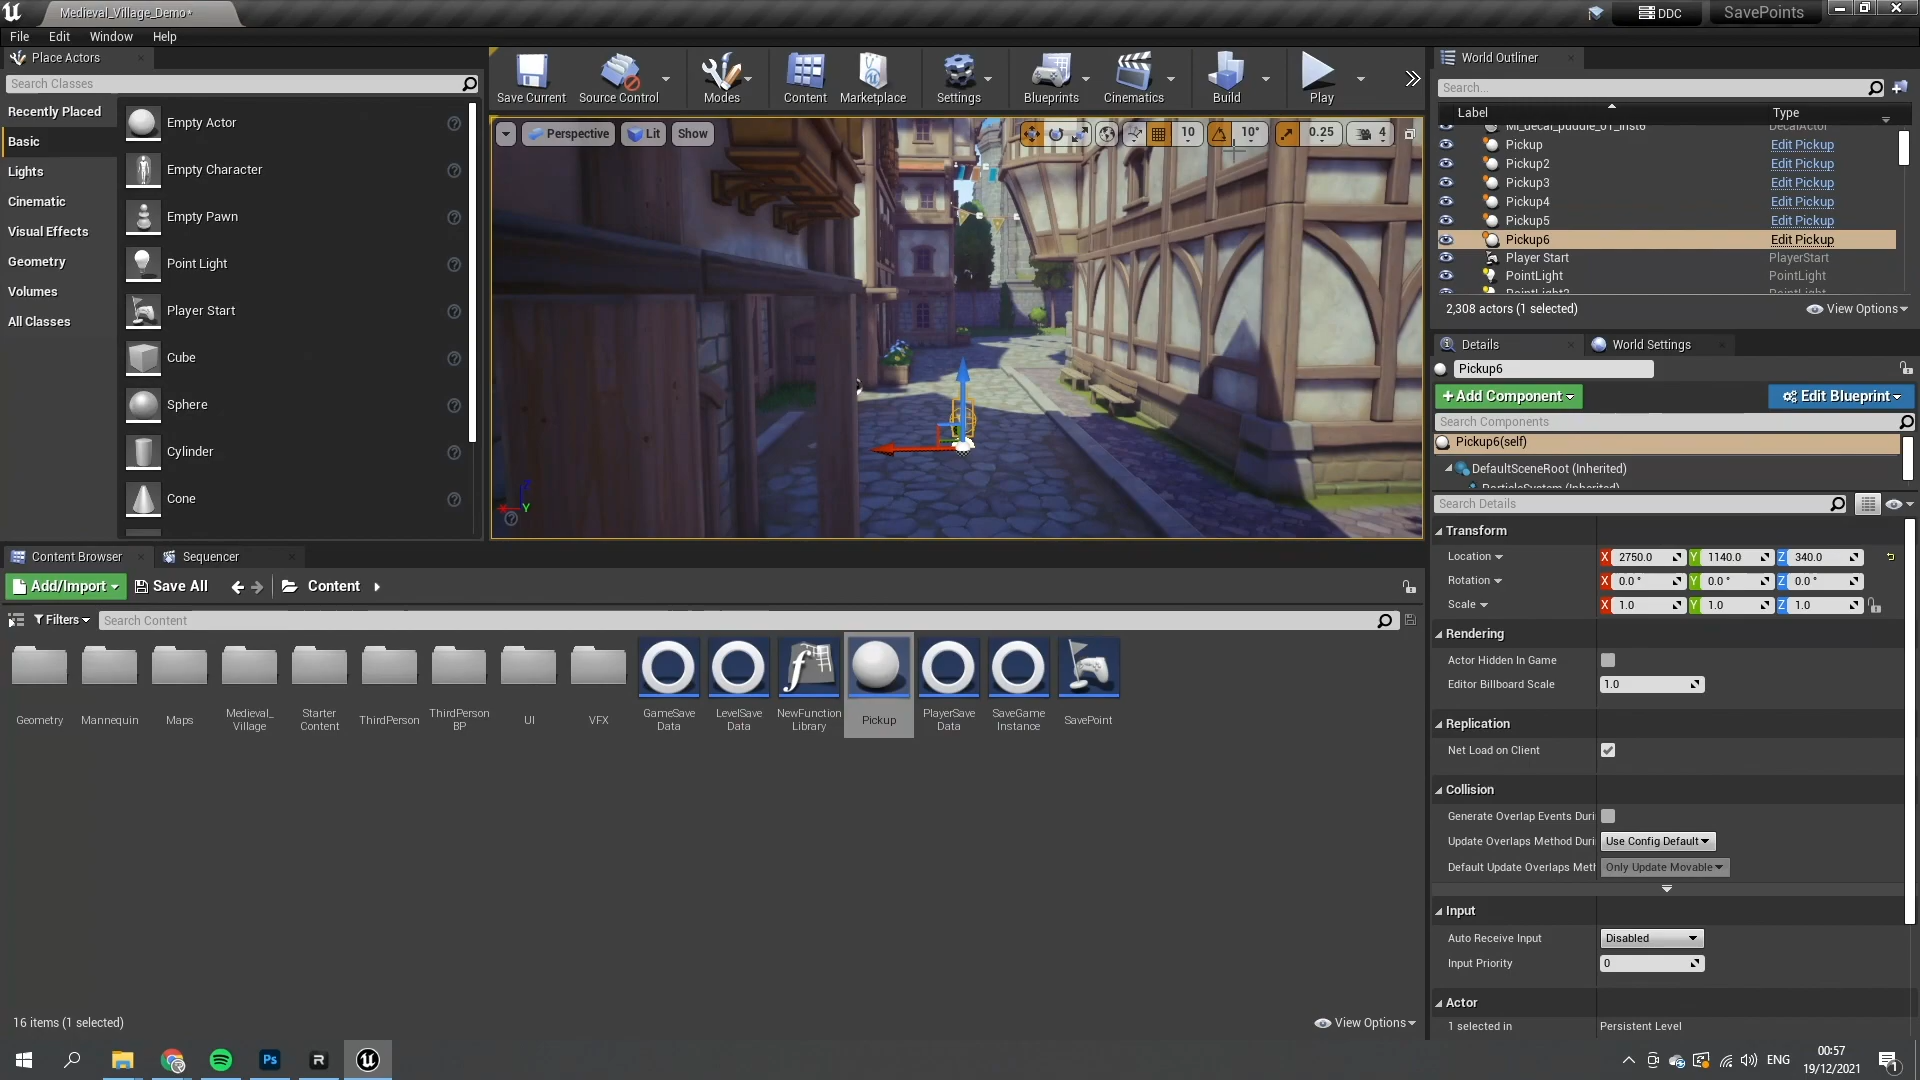 Medieval_Village_Demo*
DDC
SavePoints
File Edit Window Help
Place Actors
Search Classes
Recently Placed
Basic
Lights
Cinematic
Visual Effects
Geometry
Volumes
All Classes
Empty Actor
Empty Character
Empty Pawn
Point Light
Player Start
Cube
Sphere
Cylinder
Cone
Save Current Source Control Modes Content Marketplace Settings Blueprints Cinematics Build Play
Perspective Lit Show
10 10° 0.25 4
Y
World Outliner
Search...
Label Type
MI_decal_puddle_01_inst6 DecalActor
Pickup Edit Pickup
Pickup2 Edit Pickup
Pickup3 Edit Pickup
Pickup4 Edit Pickup
Pickup5 Edit Pickup
Pickup6 Edit Pickup
Player Start PlayerStart
PointLight PointLight
PointLight2 PointLight
2,308 actors (1 selected) View Options
Details World Settings
Pickup6
+Add Component Edit Blueprint
Search Components
Pickup6(self)
DefaultSceneRoot (Inherited)
ParticleSystem (Inherited)
Search Details
Transform
Location X 2750.0 Y 1140.0 Z 340.0
Rotation X 0.0 ° Y 0.0 ° Z 0.0 °
Scale X 1.0 Y 1.0 Z 1.0
Rendering
Actor Hidden In Game
Editor Billboard Scale 1.0
Replication
Net Load on Client
Collision
Generate Overlap Events Duri
Update Overlaps Method Duri Use Config Default
Default Update Overlaps Meth Only Update Movable
Input
Auto Receive Input Disabled
Input Priority 0
Actor
1 selected in Persistent Level
Content Browser Sequencer
Add/Import Save All Content
Filters Search Content
Geometry
Mannequin
Maps
Medieval_
Village
Starter
Content
ThirdPerson
ThirdPerson
BP
UI
VFX
GameSave
Data
LevelSave
Data
NewFunction
Library
Pickup
PlayerSave
Data
SaveGame
Instance
SavePoint
16 items (1 selected) View Options
Ps R
ENG
00:57
19/12/2021
1